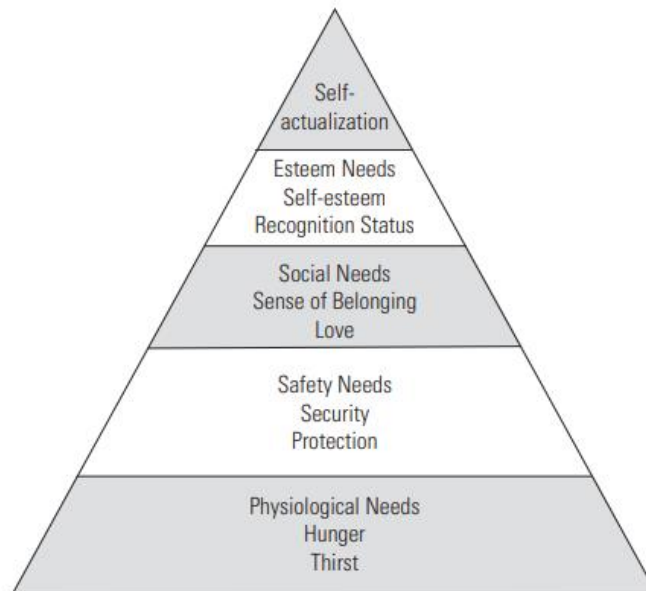 Self-
actualization
Esteem Needs
Self-esteem
Recognition Status
Social Needs
Sense of Belonging
Love
Safety Needs
Security
Protection
Physiological Needs
Hunger
Thirst